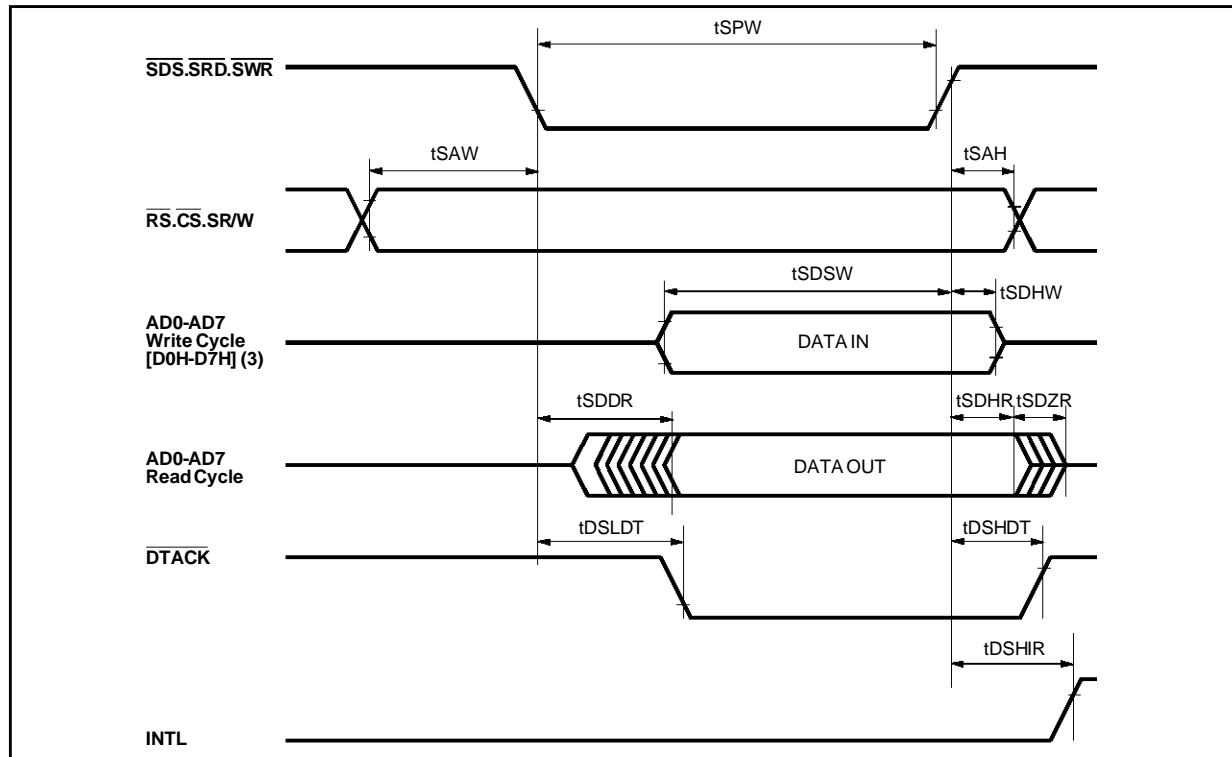 tSPW
SDS.SRD.SWR
tSAW
tSAH
RS.CS.SR/W
tSDSW
tSDHW
AD0-AD7
Write Cycle
[D0H-D7H] (3)
DATA IN
tSDDR
tSDHR
tSDZR
AD0-AD7
Read Cycle
DATA OUT
tDSLDT
tDSHDT
DTACK
tDSHIR
INTL